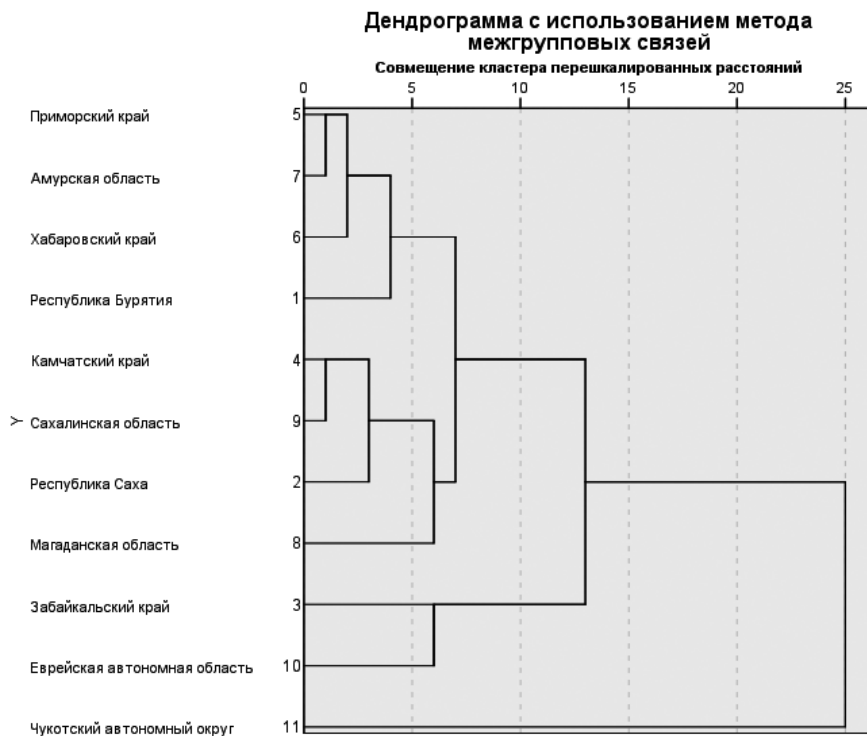 Дендрограмма с использованием метода
межгрупповых связей
Совмещение кластера перешкалированных расстояний
0 5 10 15 20 25
Приморский край 5
Амурская область 7
Хабаровский край 6
Республика Бурятия 1
Камчатский край 4
Y
Сахалинская область 9
Республика Саха 2
Магаданская область 8
Забайкальский край 3
Еврейская автономная область 10
Чукотский автономный округ 11